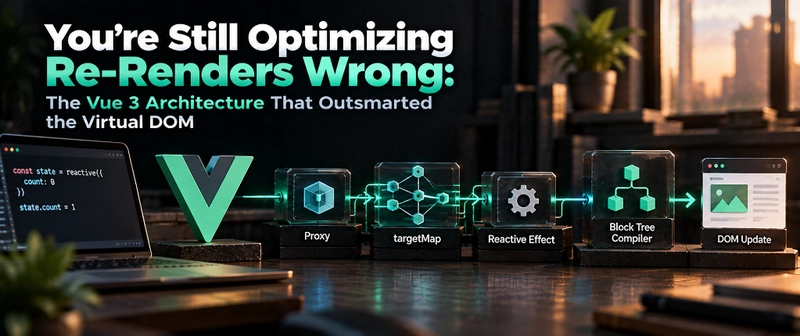 You're Still Optimizing
Re-Renders Wrong:
The Vue 3 Architecture That Outsmarted
the Virtual DOM
const state = reactive({
count: 0
})
state.count = 1
Proxy
targetMap
Reactive Effect
Block Tree
Compiler
DOM Update